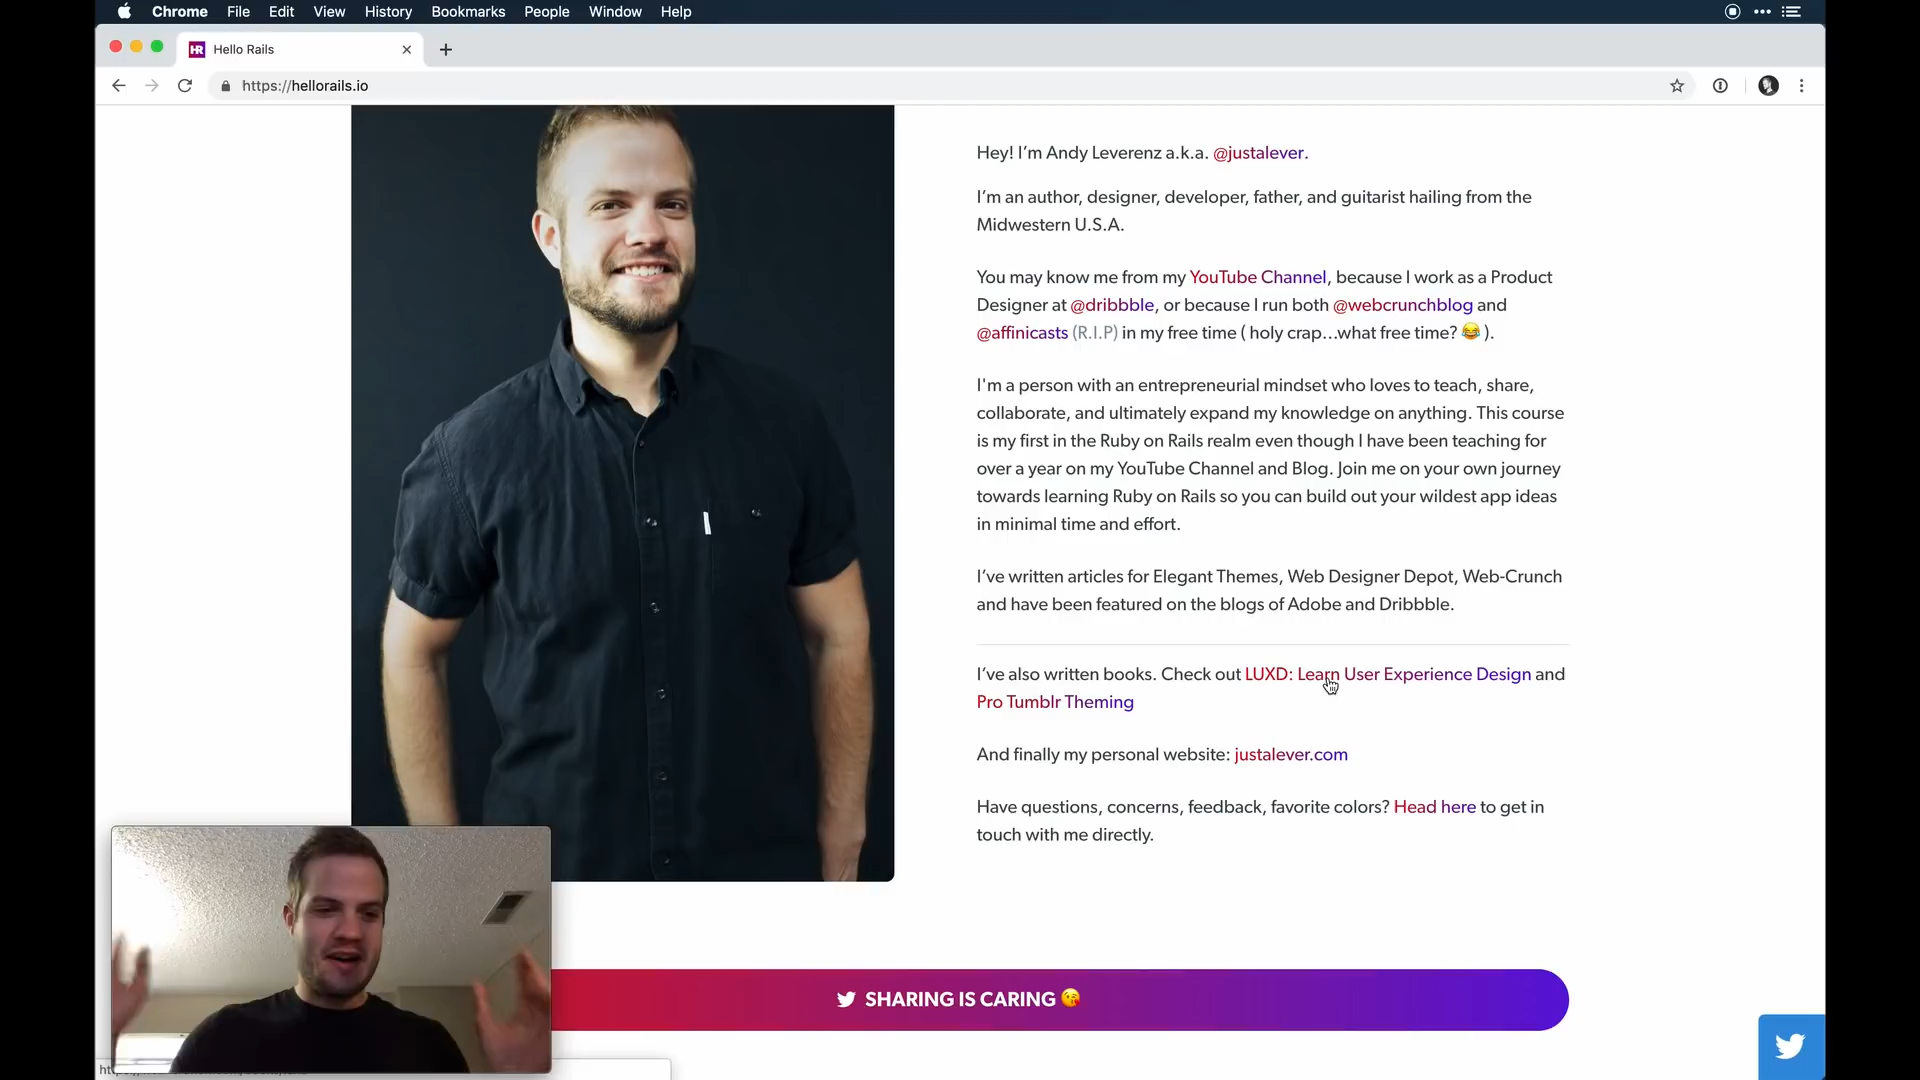 Chrome File Edit View History Bookmarks People Window Help
HR Hello Rails
https://hellorails.io
Hey! I’m Andy Leverenz a.k.a. @justalever.
I’m an author, designer, developer, father, and guitarist hailing from the
Midwestern U.S.A.
You may know me from my YouTube Channel, because I work as a Product
Designer at @dribbble, or because I run both @webcrunchblog and
@affinicasts (R.I.P) in my free time ( holy crap…what free time? 😂 ).
I'm a person with an entrepreneurial mindset who loves to teach, share,
collaborate, and ultimately expand my knowledge on anything. This course
is my first in the Ruby on Rails realm even though I have been teaching for
over a year on my YouTube Channel and Blog. Join me on your own journey
towards learning Ruby on Rails so you can build out your wildest app ideas
in minimal time and effort.
I’ve written articles for Elegant Themes, Web Designer Depot, Web-Crunch
and have been featured on the blogs of Adobe and Dribbble.
I’ve also written books. Check out LUXD: Learn User Experience Design and
Pro Tumblr Theming
And finally my personal website: justalever.com
Have questions, concerns, feedback, favorite colors? Head here to get in
touch with me directly.
SHARING IS CARING 😘